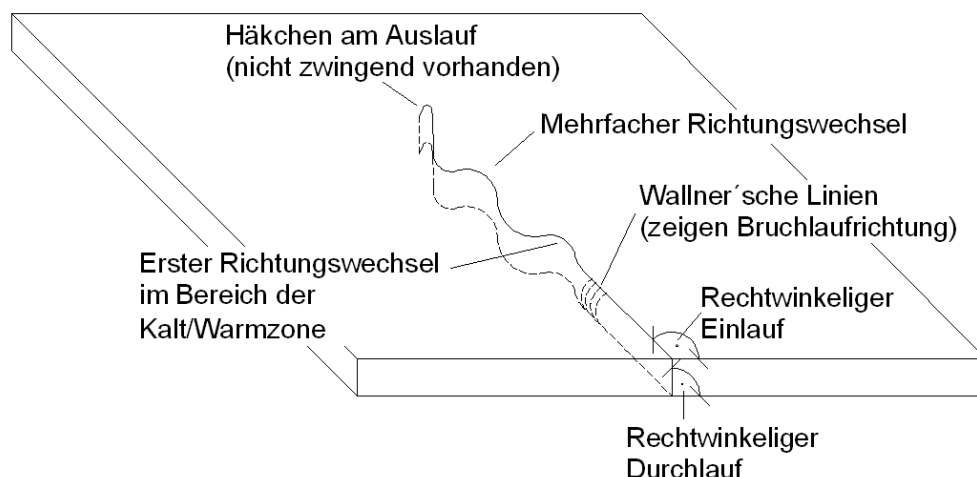 Häkchen am Auslauf
(nicht zwingend vorhanden)
Mehrfacher Richtungswechsel
Wallner´sche Linien
(zeigen Bruchlaufrichtung)
Erster Richtungswechsel
im Bereich der
Kalt/Warmzone
Rechtwinkeliger
Einlauf
Rechtwinkeliger
Durchlauf